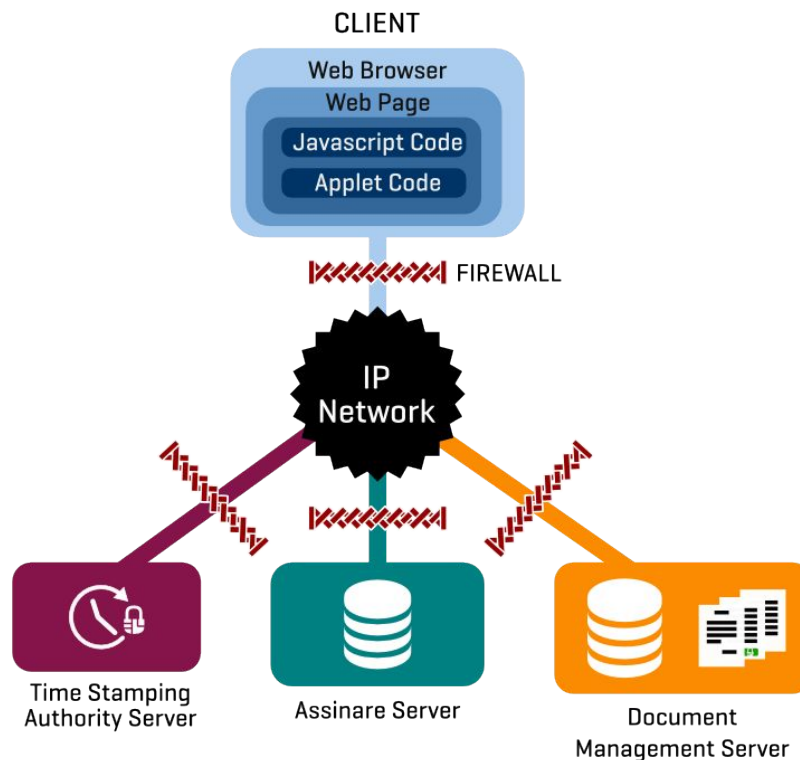 CLIENT
Web Browser
Web Page
Javascript Code
Applet Code
FIREWALL
IP
Network
Time Stamping
Authority Server
Assinare Server
Document
Management Server